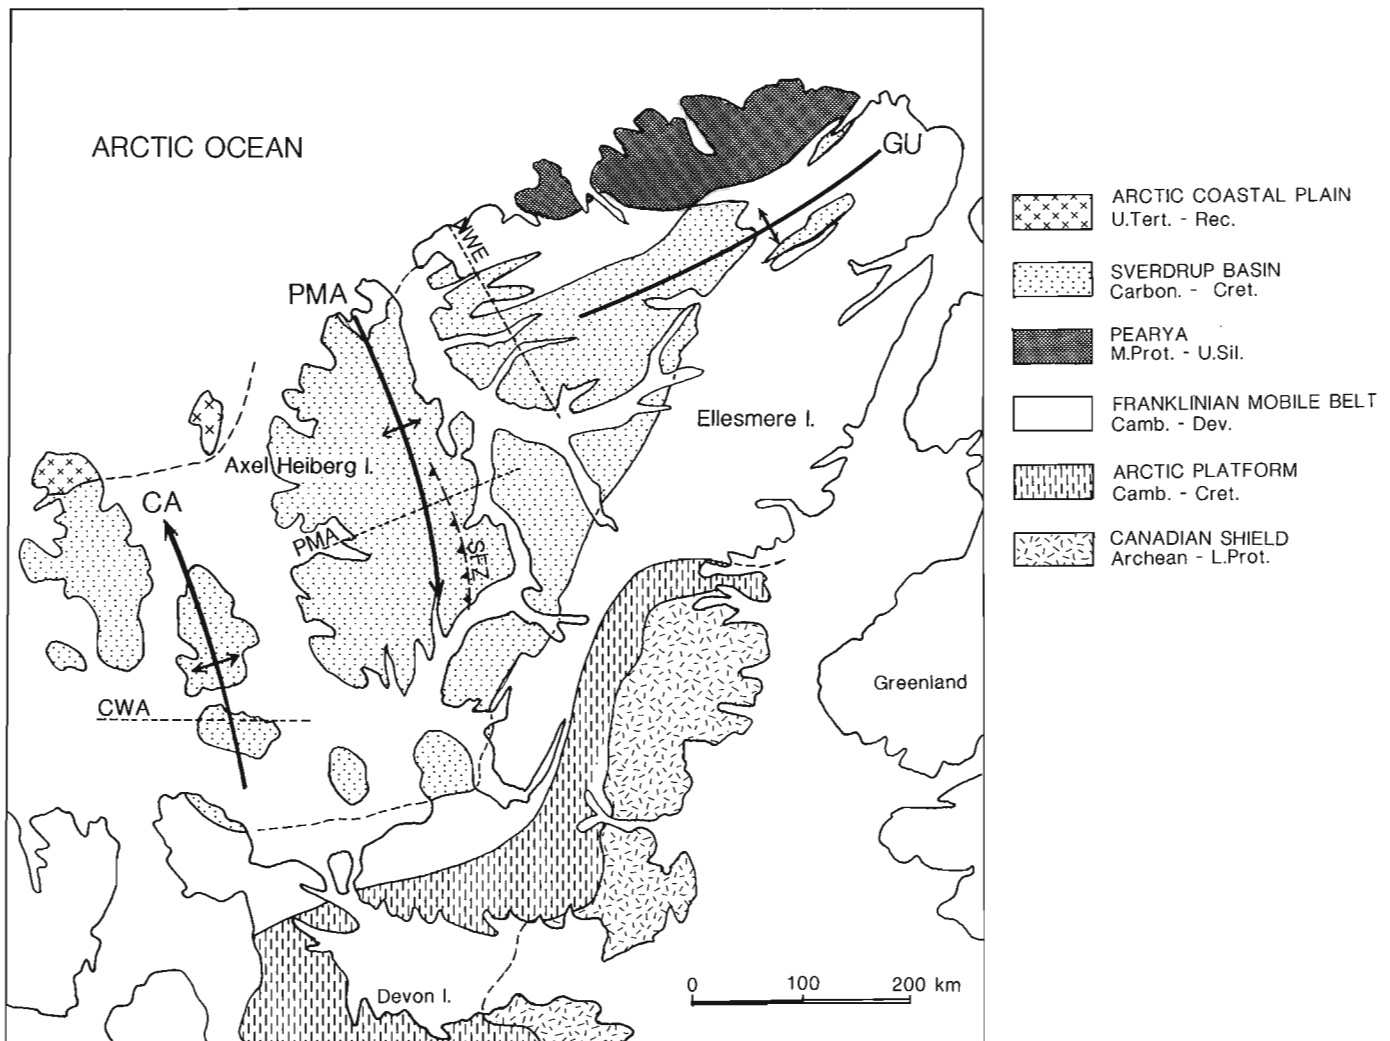 ARCTIC OCEAN
GU
NWE
PMA
Ellesmere I.
Axel Heiberg I.
CA
PMA
SFZ
CWA
Greenland
Devon I.
0 100 200 km
ARCTIC COASTAL PLAIN
U.Tert. - Rec.
SVERDRUP BASIN
Carbon. - Cret.
PEARYA
M.Prot. - U.Sil.
FRANKLINIAN MOBILE BELT
Camb. - Dev.
ARCTIC PLATFORM
Camb. - Cret.
CANADIAN SHIELD
Archean - L.Prot.